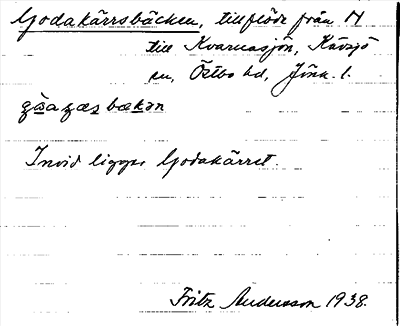 Godakärrsbäcken, tillflöde från N
till Kvarnasjön, Kävsjö
sn, Östbo hd, Jönk. l.
Invid ligger Godakärret.
Fritz Andersson 1938.